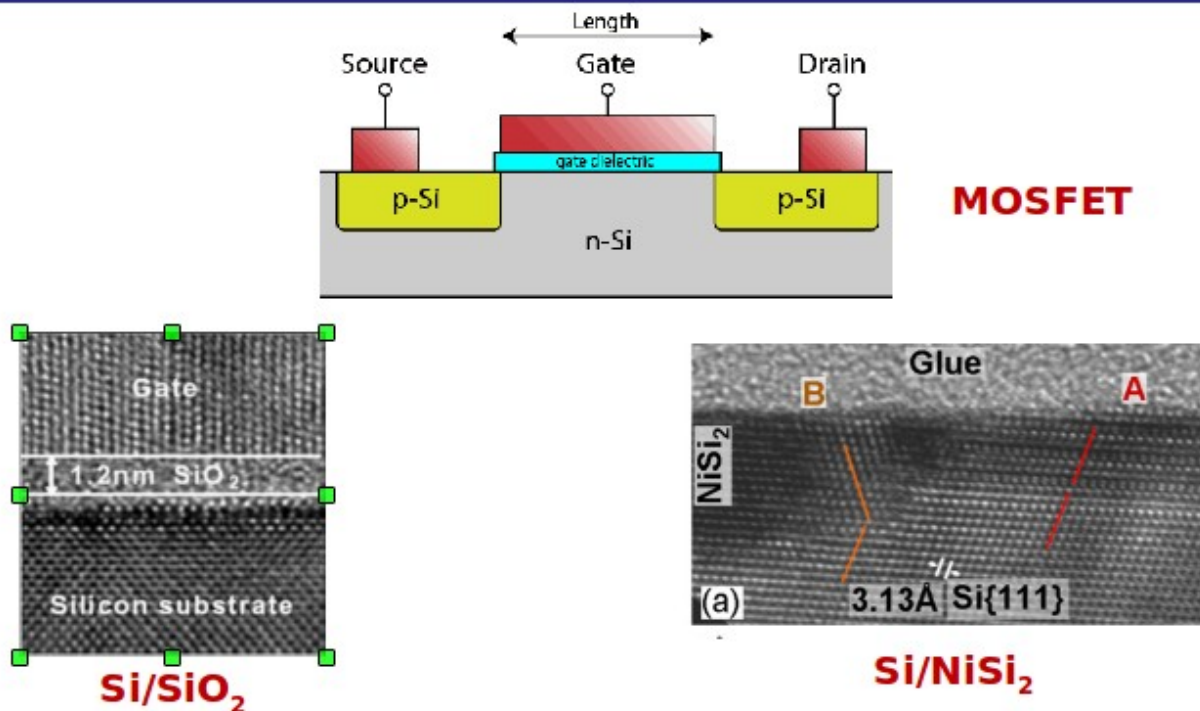 Length
Source Gate Drain
gate dielectric
p-Si p-Si
n-Si
MOSFET
Gate
1.2nm SiO₂
Silicon substrate
Si/SiO₂
Glue
B A
NiSi₂
(a) 3.13Å Si{111}
Si/NiSi₂